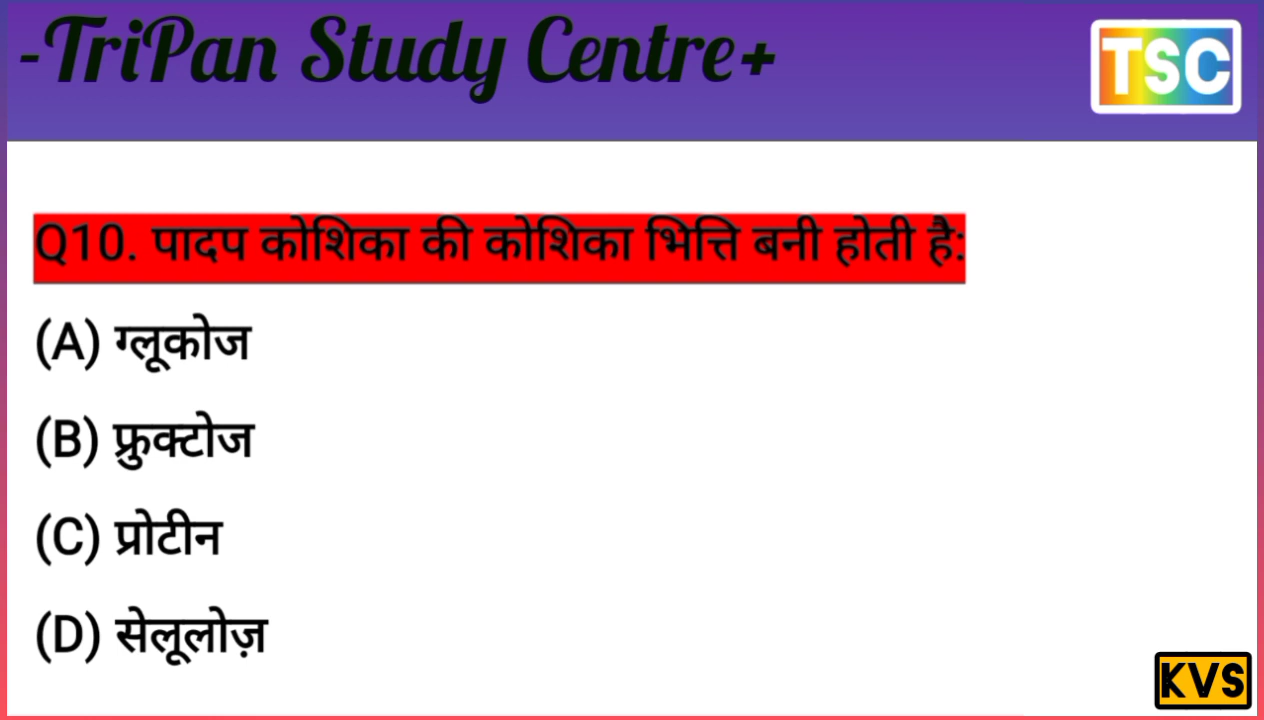 -TriPan Study Centre+
TSC
Q10. पादप कोशिका की कोशिका भित्ति बनी होती है:
(A) ग्लूकोज
(B) फ्रुक्टोज
(C) प्रोटीन
(D) सेलूलोज़
KVS